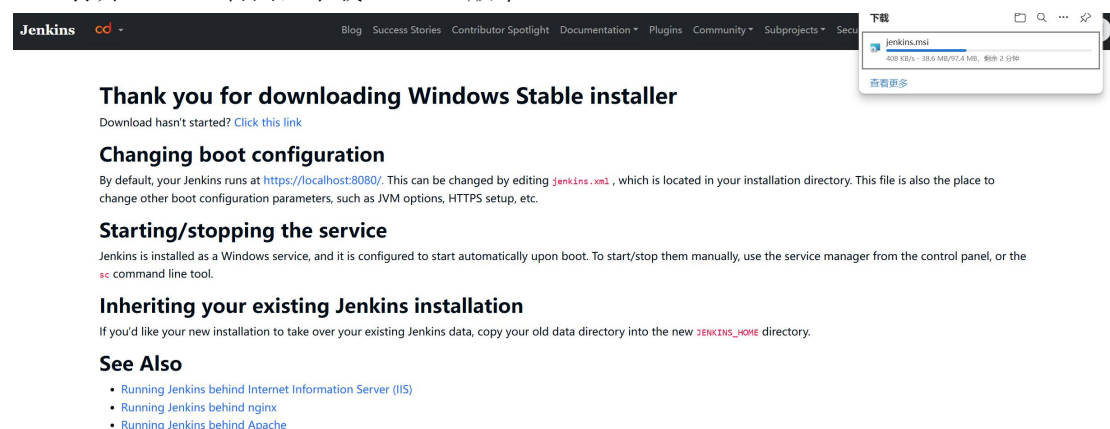 Jenkins
Blog Success Stories Contributor Spotlight Documentation Plugins Community Subprojects Secu
下载
jenkins.msi
408 KB/s - 38.6 MB/97.4 MB, 剩余 2 分钟
查看更多
Thank you for downloading Windows Stable installer
Download hasn't started? Click this link
Changing boot configuration
By default, your Jenkins runs at https://localhost:8080/. This can be changed by editing jenkins.xml , which is located in your installation directory. This file is also the place to
change other boot configuration parameters, such as JVM options, HTTPS setup, etc.
Starting/stopping the service
Jenkins is installed as a Windows service, and it is configured to start automatically upon boot. To start/stop them manually, use the service manager from the control panel, or the
sc command line tool.
Inheriting your existing Jenkins installation
If you'd like your new installation to take over your existing Jenkins data, copy your old data directory into the new JENKINS_HOME directory.
See Also
Running Jenkins behind Internet Information Server (IIS)
Running Jenkins behind nginx
Running Jenkins behind Apache